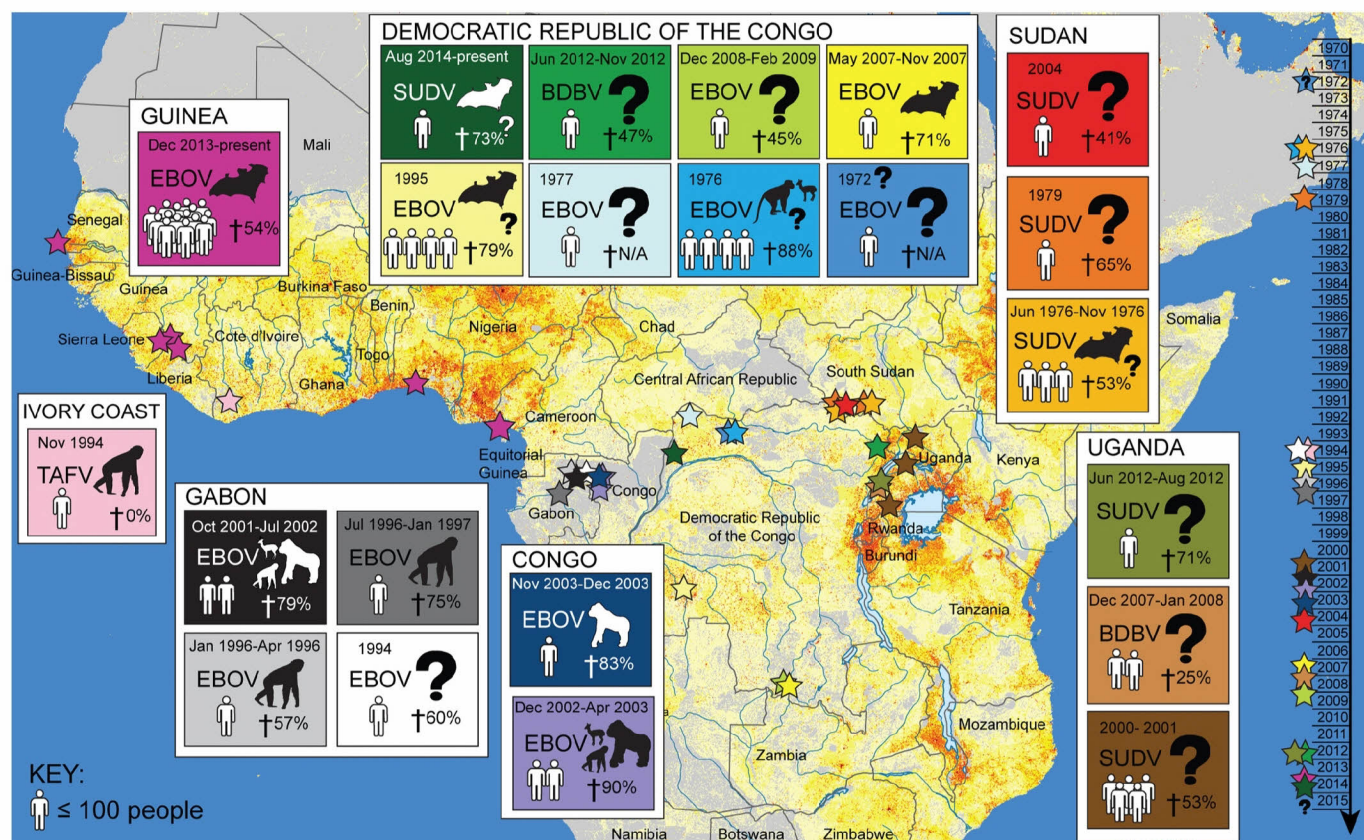 DEMOCRATIC REPUBLIC OF THE CONGO
Aug 2014-present
SUDV
?
†73%
Jun 2012-Nov 2012
BDBV ?
†47%
Dec 2008-Feb 2009
EBOV ?
†45%
May 2007-Nov 2007
EBOV
†71%
1995
EBOV
?
†79%
1977
EBOV ?
†N/A
1976
EBOV
?
†88%
1972?
EBOV ?
†N/A
SUDAN
2004
SUDV ?
†41%
1979
SUDV ?
†65%
Jun 1976-Nov 1976
SUDV
?
†53%
GUINEA
Dec 2013-present
EBOV
†54%
IVORY COAST
Nov 1994
TAFV
†0%
GABON
Oct 2001-Jul 2002
EBOV
†79%
Jul 1996-Jan 1997
EBOV
†75%
Jan 1996-Apr 1996
EBOV
†57%
1994
EBOV ?
†60%
CONGO
Nov 2003-Dec 2003
EBOV
†83%
Dec 2002-Apr 2003
EBOV
†90%
UGANDA
Jun 2012-Aug 2012
SUDV ?
†71%
Dec 2007-Jan 2008
BDBV ?
†25%
2000- 2001
SUDV ?
†53%
Mali
Senegal
Guinea-Bissau
Guinea
Burkina Faso
Benin
Sierra Leone
Cote d'Ivoire
Togo
Nigeria
Liberia
Ghana
Chad
Central African Republic
South Sudan
Somalia
Cameroon
Equitorial
Guinea
Uganda
Kenya
Congo
Gabon
Democratic Republic
of the Congo
Rwanda
Burundi
Tanzania
Mozambique
Zambia
Namibia
Botswana
Zimbabwe
KEY:
≤ 100 people
1970
1971
1972
?
1973
1974
1975
1976
1977
1978
1979
1980
1981
1982
1983
1984
1985
1986
1987
1988
1989
1990
1991
1992
1993
1994
1995
1996
1997
1998
1999
2000
2001
2002
2003
2004
2005
2006
2007
2008
2009
2010
2011
2012
2013
2014
2015
?